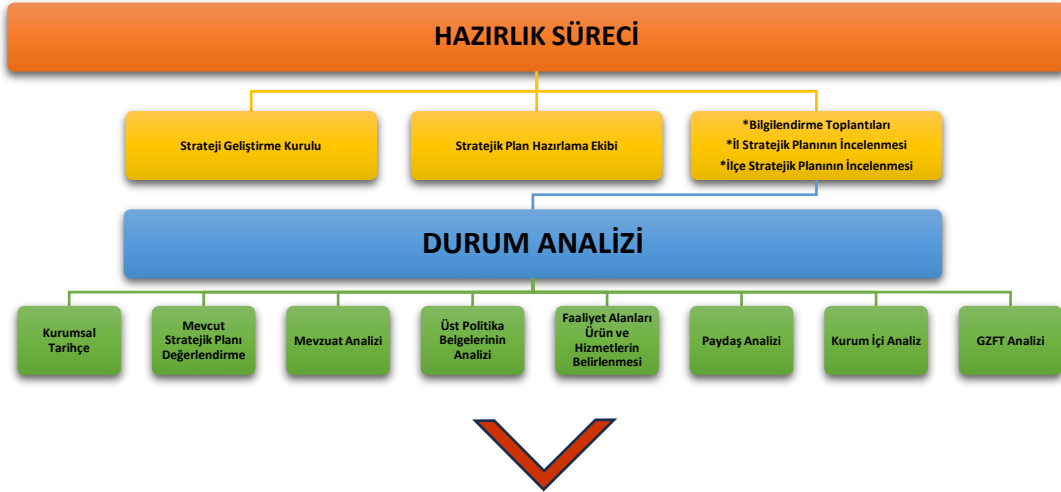 HAZIRLIK SÜRECİ
Strateji Geliştirme Kurulu
Stratejik Plan Hazırlama Ekibi
*Bilgilendirme Toplantıları
*İl Stratejik Planının İncelenmesi
*İlçe Stratejik Planının İncelenmesi
DURUM ANALİZİ
Kurumsal
Tarihçe
Mevcut
Stratejik Planı
Değerlendirme
Mevzuat Analizi
Üst Politika
Belgelerinin
Analizi
Faaliyet Alanları
Ürün ve
Hizmetlerin
Belirlenmesi
Paydaş Analizi
Kurum İçi Analiz
GZFT Analizi